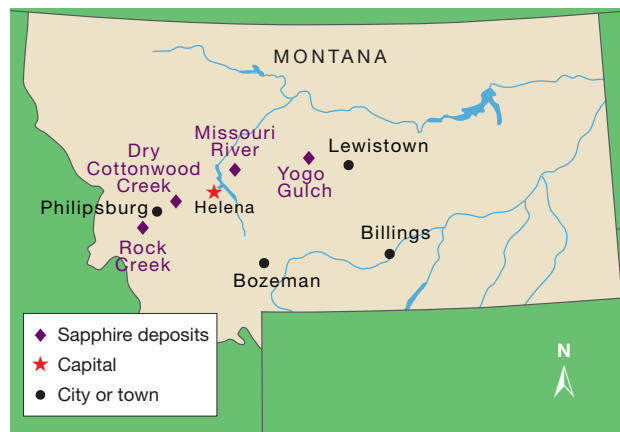 MONTANA
Missouri
River
Dry
Cottonwood
Creek
Lewistown
Yogo
Gulch
Philipsburg
Helena
Rock
Creek
Billings
Bozeman
Sapphire deposits
Capital
City or town
N